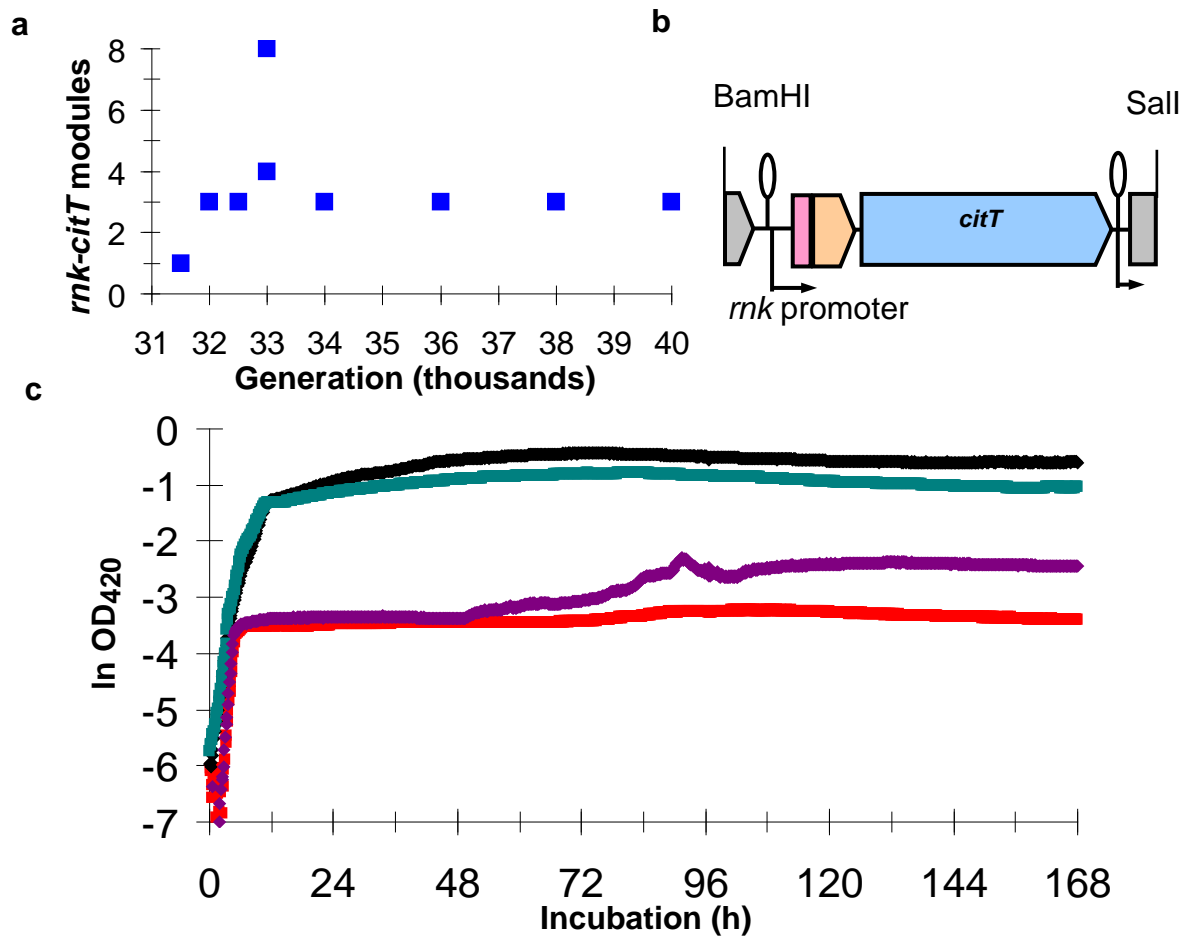 a
rnk-citT modules
8
6
4
2
0
31 32 33 34 35 36 37 38 39 40
Generation (thousands)
b
BamHI
SalI
citT
rnk promoter
c
ln OD420
0
-1
-2
-3
-4
-5
-6
-7
0 24 48 72 96 120 144 168
Incubation (h)